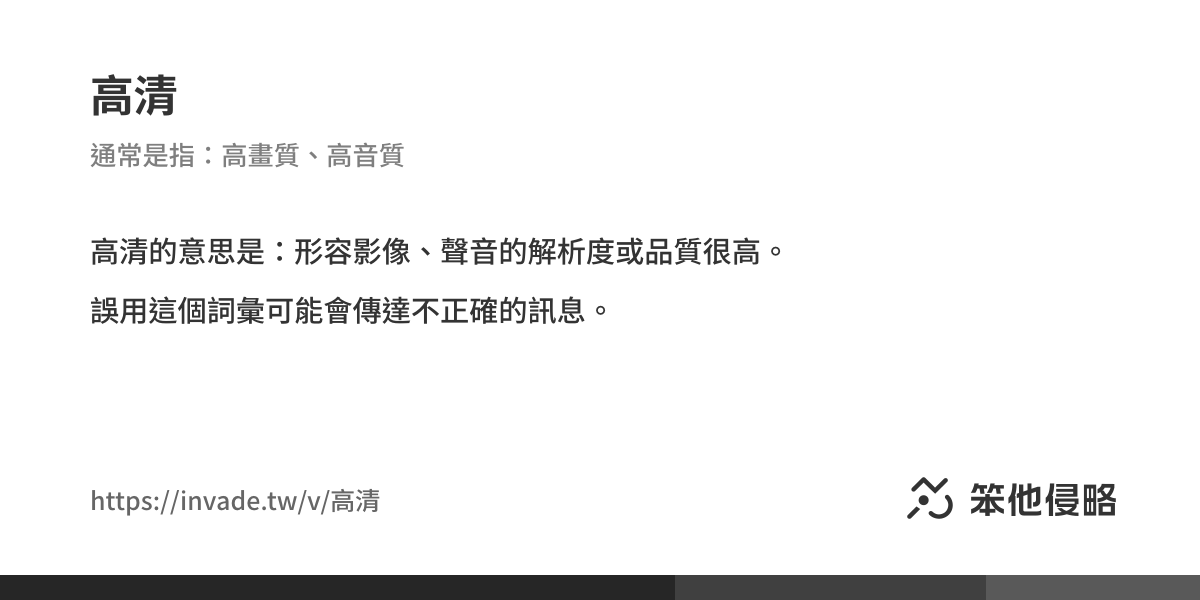 高清
通常是指：高畫質、高音質
高清的意思是：形容影像、聲音的解析度或品質很高。
誤用這個詞彙可能會傳達不正確的訊息。
https://invade.tw/v/高清
笨他侵略